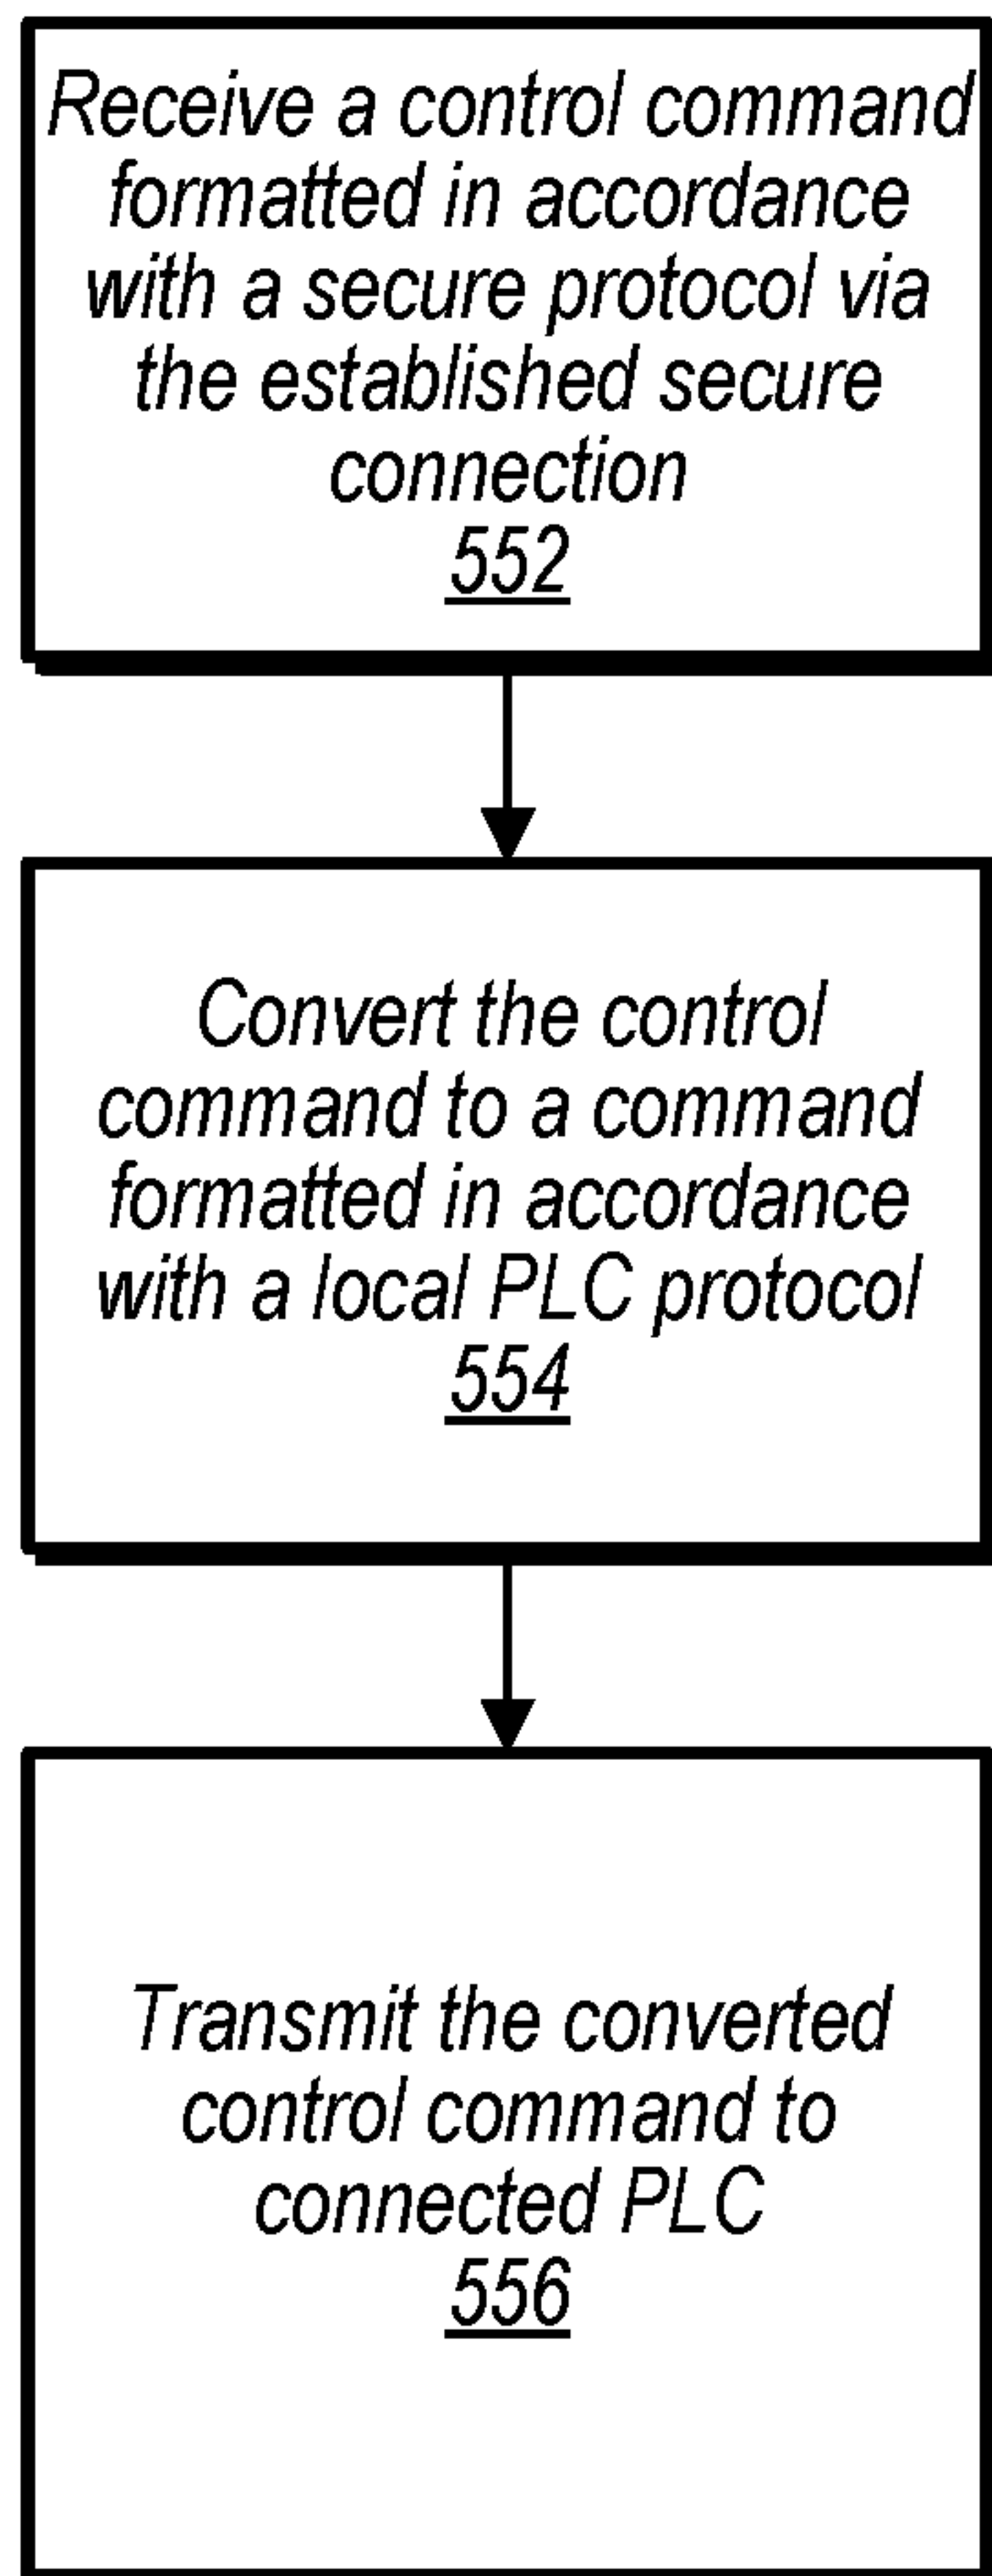 Receive a control command
formatted in accordance
with a secure protocol via
the established secure
connection
552
Convert the control
command to a command
formatted in accordance
with a local PLC protocol
554
Transmit the converted
control command to
connected PLC
556